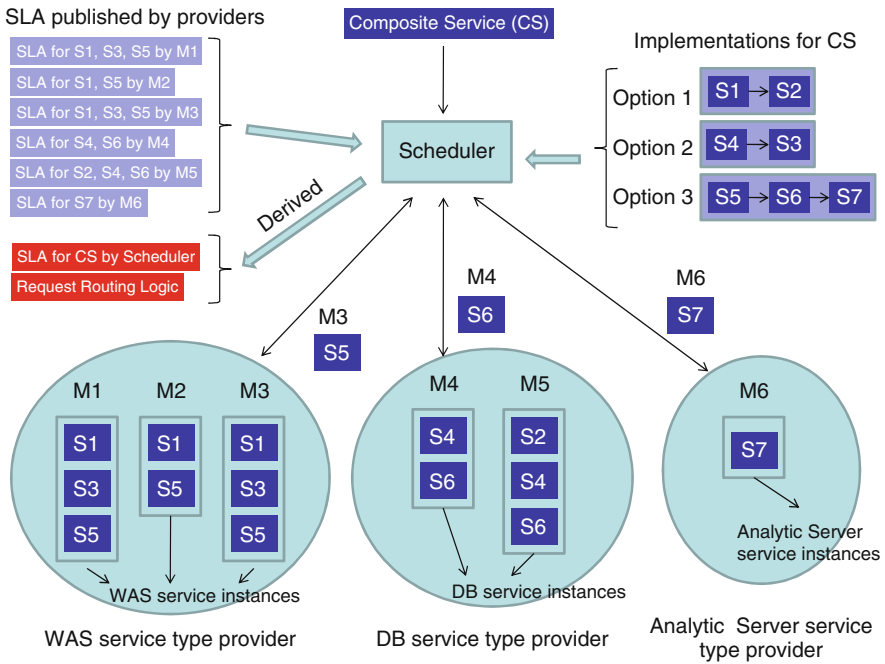 SLA published by providers
SLA for S1, S3, S5 by M1
SLA for S1, S5 by M2
SLA for S1, S3, S5 by M3
SLA for S4, S6 by M4
SLA for S2, S4, S6 by M5
SLA for S7 by M6
SLA for CS by Scheduler
Request Routing Logic
Composite Service (CS)
Scheduler
Derived
Implementations for CS
Option 1
S1
S2
Option 2
S4
S3
Option 3
S5
S6
S7
M3
S5
M4
S6
M6
S7
M1
S1
S3
S5
M2
S1
S5
M3
S1
S3
S5
WAS service instances
WAS service type provider
M4
S4
S6
M5
S2
S4
S6
DB service instances
DB service type provider
M6
S7
Analytic Server
service instances
Analytic Server service
type provider